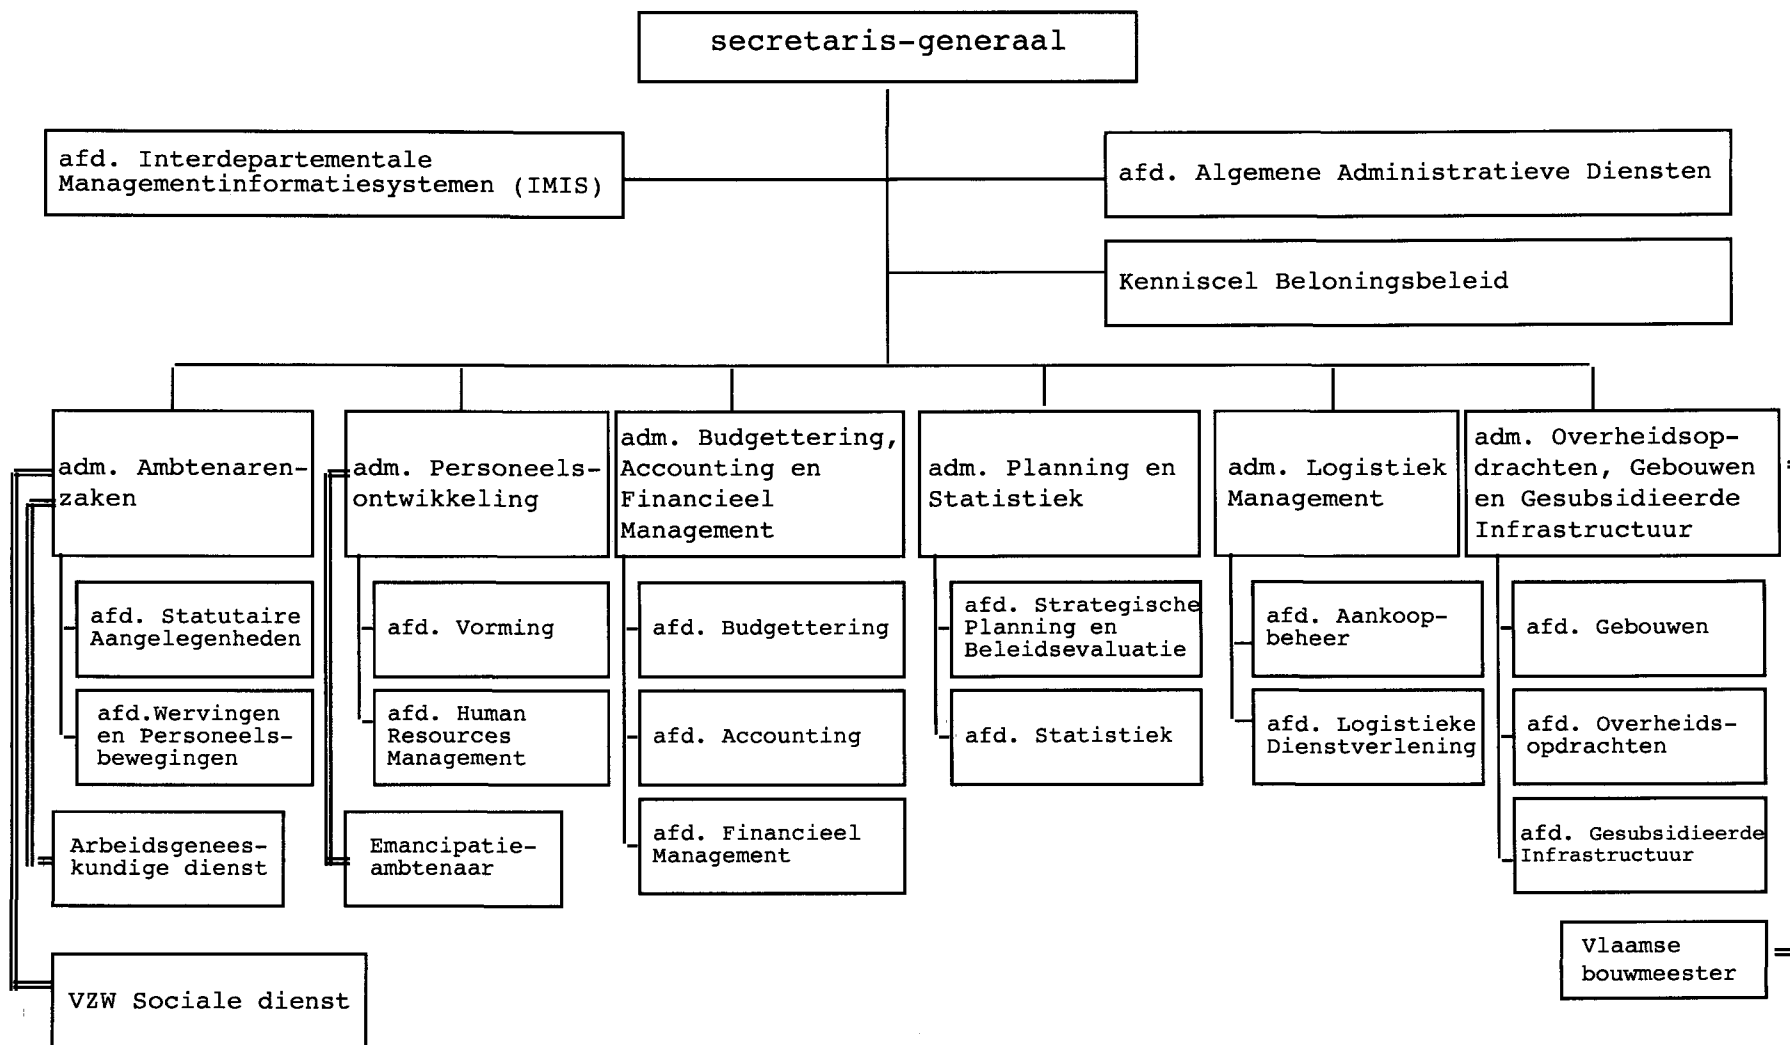 secretaris-generaal
afd. Interdepartementale
Managementinformatiesystemen (IMIS)
afd. Algemene Administratieve Diensten
Kenniscel Beloningsbeleid
adm. Ambtenaren-
zaken
adm. Personeels-
ontwikkeling
adm. Budgettering,
Accounting en
Financieel
Management
adm. Planning en
Statistiek
adm. Logistiek
Management
adm. Overheidsop-
drachten, Gebouwen
en Gesubsidieerde
Infrastructuur
afd. Statutaire
Aangelegenheden
afd. Vorming
afd. Budgettering
afd. Strategische
Planning en
Beleidsevaluatie
afd. Aankoop-
beheer
afd. Gebouwen
afd.Wervingen
en Personeels-
bewegingen
afd. Human
Resources
Management
afd. Accounting
afd. Statistiek
afd. Logistieke
Dienstverlening
afd. Overheids-
opdrachten
Arbeidsgenees-
kundige dienst
Emancipatie-
ambtenaar
afd. Financieel
Management
afd. Gesubsidieerde
Infrastructuur
VZW Sociale dienst
Vlaamse
bouwmeester